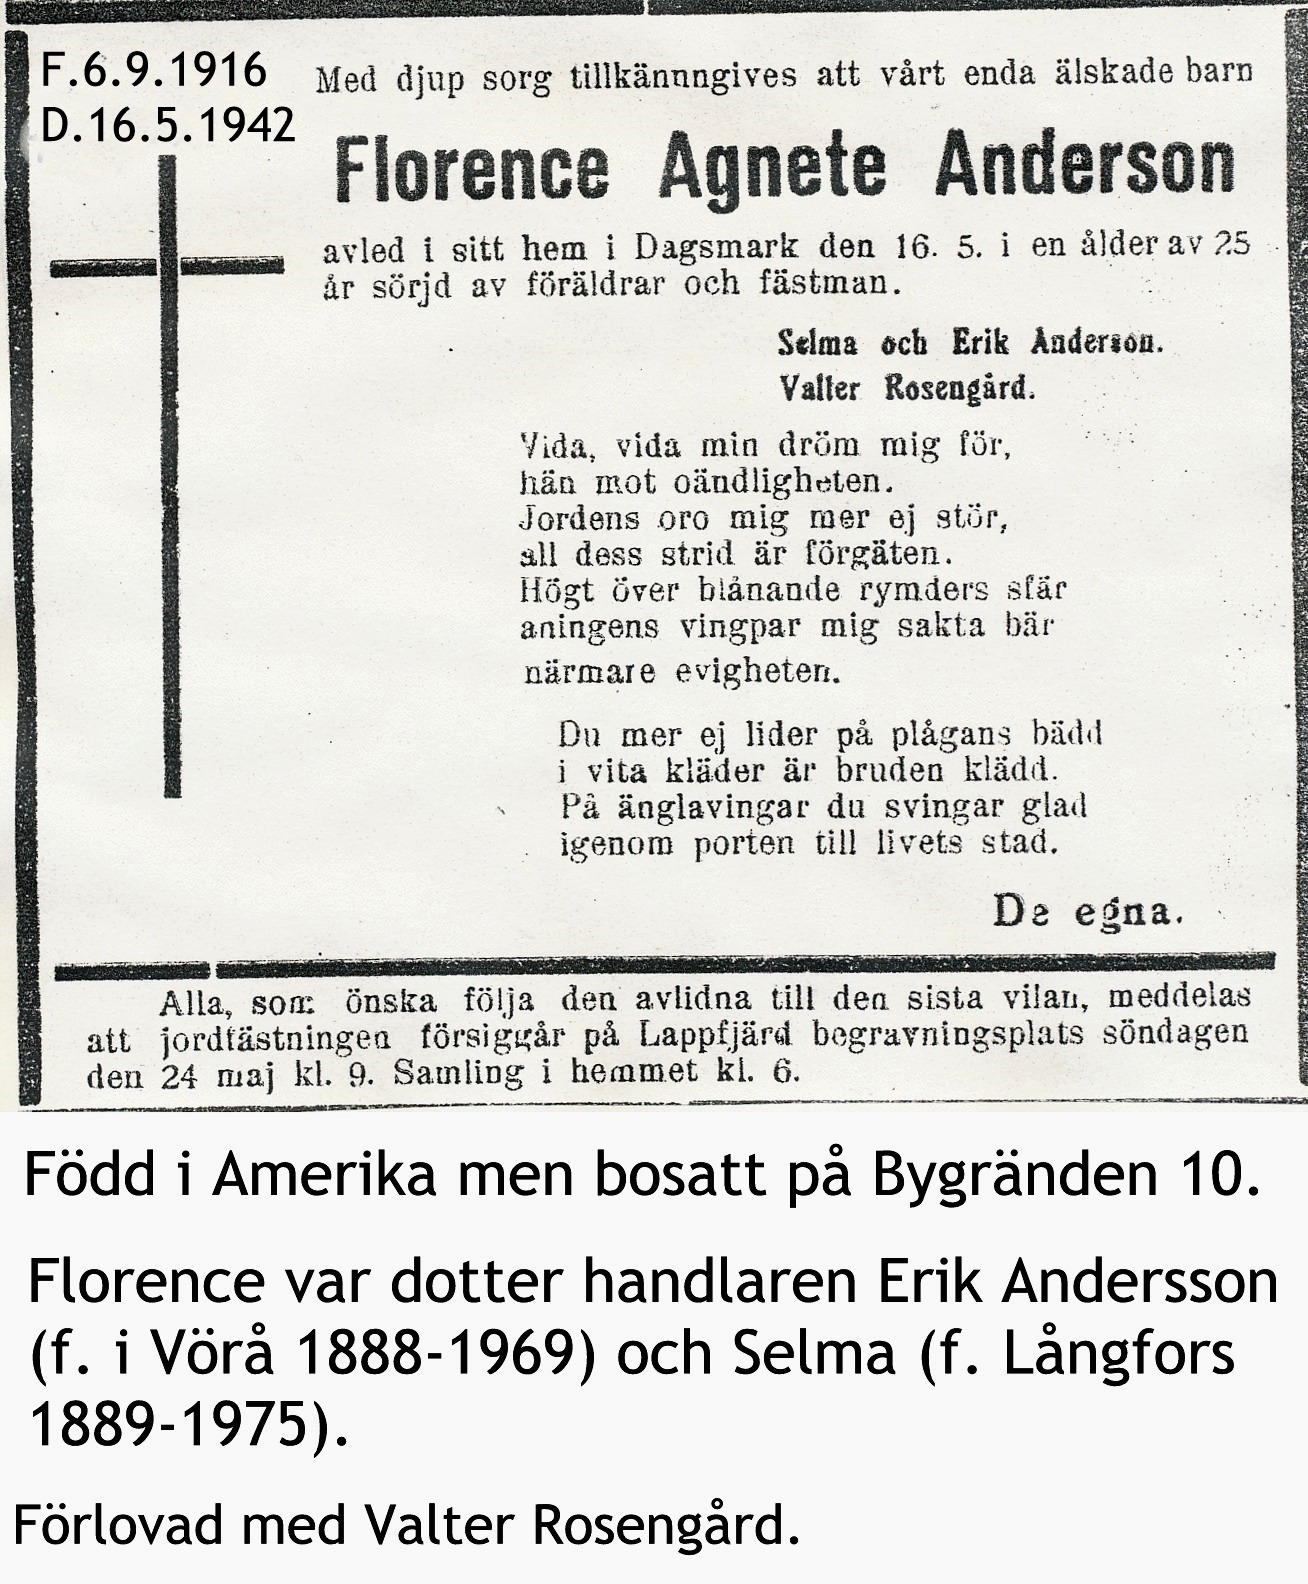 F.6.9.1916
D.16.5.1942
Med djup sorg tillkännngives att vårt enda älskade barn
Florence Agnete Anderson
avled i sitt hem i Dagsmark den 16. 5. i en ålder av 25
år sörjd av föräldrar och fästman.
Selma och Erik Anderson.
Valter Rosengård.
Vida, vida min dröm mig för,
hän mot oändligheten.
Jordens oro mig mer ej stör,
all dess strid är förgäten.
Högt över blånande rymders sfär
aningens vingpar mig sakta bär
närmare evigheten.
Du mer ej lider på plågans bädd
i vita kläder är bruden klädd.
På änglavingar du svingar glad
igenom porten till livets stad.
De egna.
Alla, som önska följa den avlidna till den sista vilan, meddelas
att jordfästningen försiggår på Lappfjärd begravningsplats söndagen
den 24 maj kl. 9. Samling i hemmet kl. 6.
Född i Amerika men bosatt på Bygränden 10.
Florence var dotter handlaren Erik Andersson
(f. i Vörå 1888-1969) och Selma (f. Långfors
1889-1975).
Förlovad med Valter Rosengård.